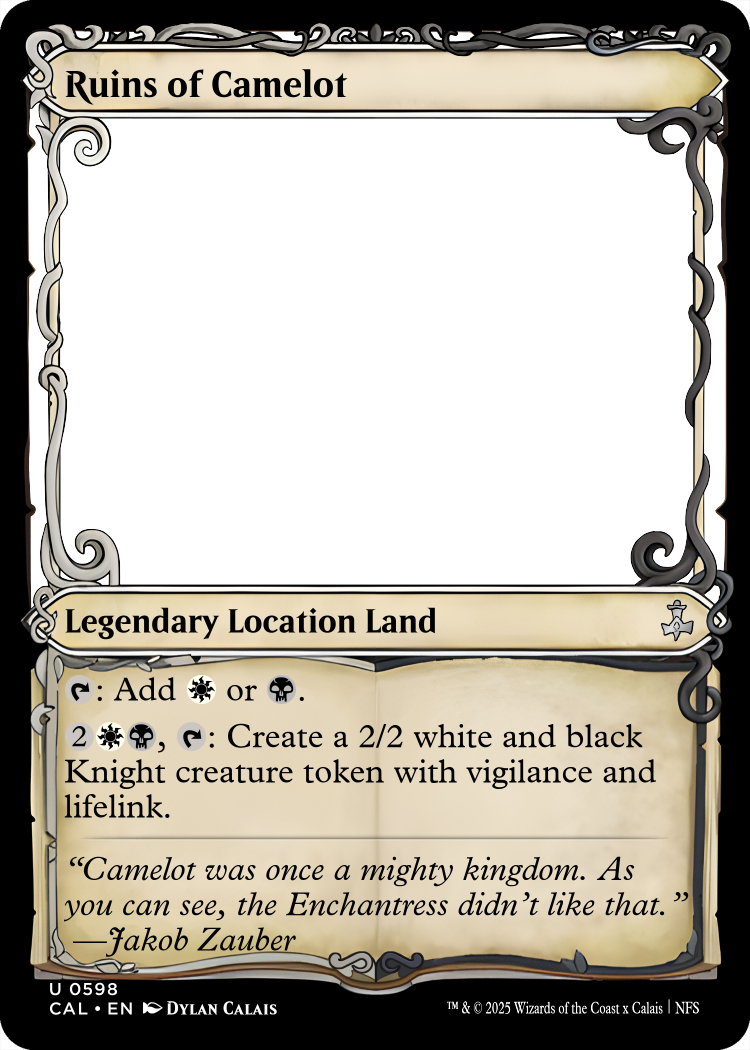 Ruins of Camelot
Legendary Location Land
: Add or .
2, : Create a 2/2 white and black
Knight creature token with vigilance and
lifelink.
“Camelot was once a mighty kingdom. As
you can see, the Enchantress didn’t like that.”
—Jakob Zauber
U 0598
CAL • EN Dylan Calais
™ & © 2025 Wizards of the Coast x Calais | NFS